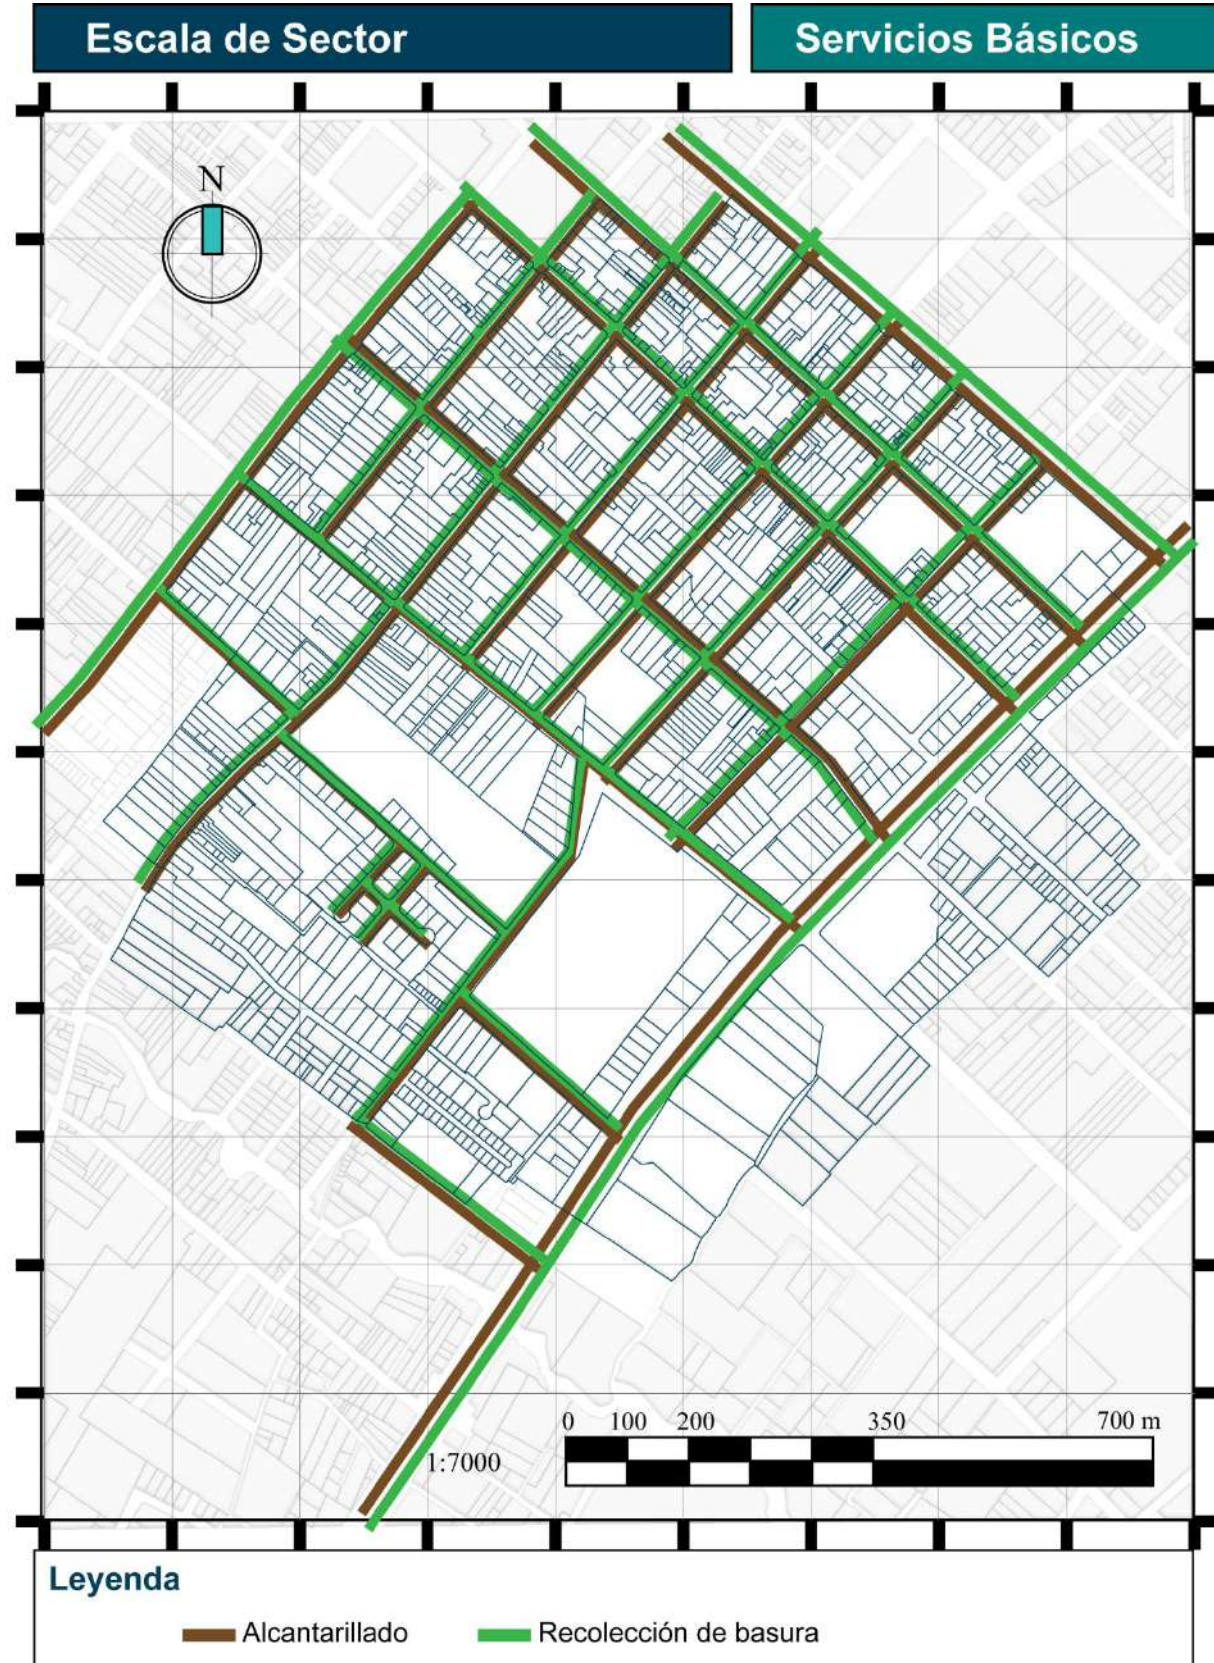 Escala de Sector
Servicios Básicos
N
0 100 200 350 700 m
1:7000
Leyenda
Alcantarillado
Recolección de basura